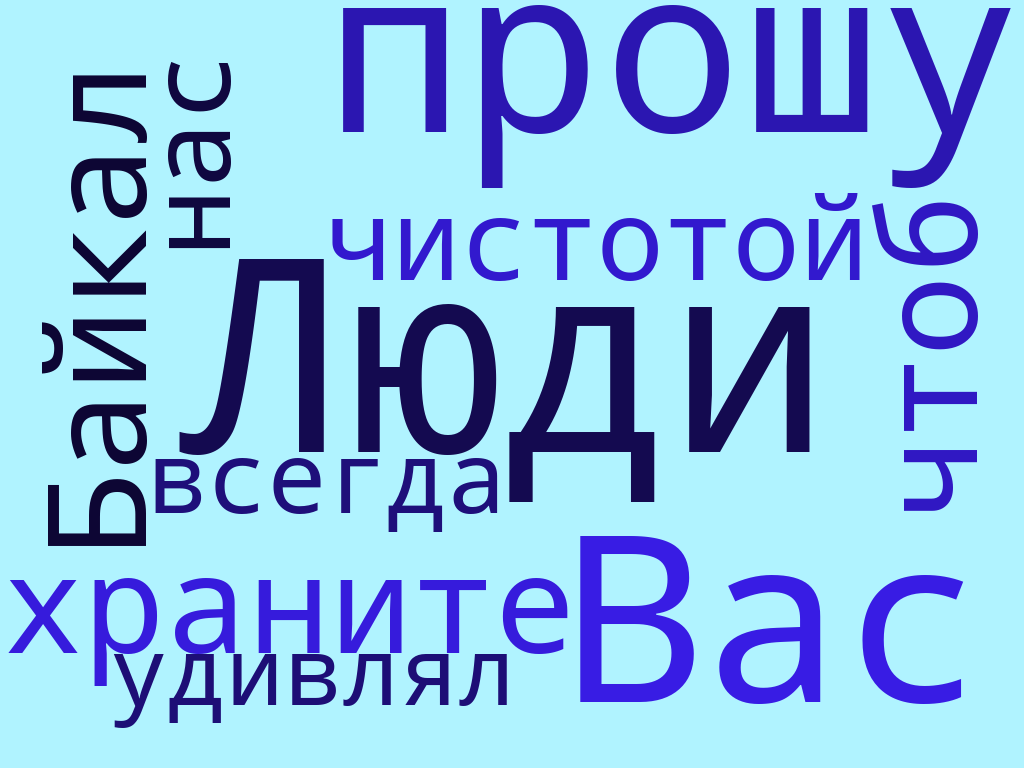 прошу
Байкал
нас
чистотой
чтоб
Люди
всегда
храните
Вас
удивлял